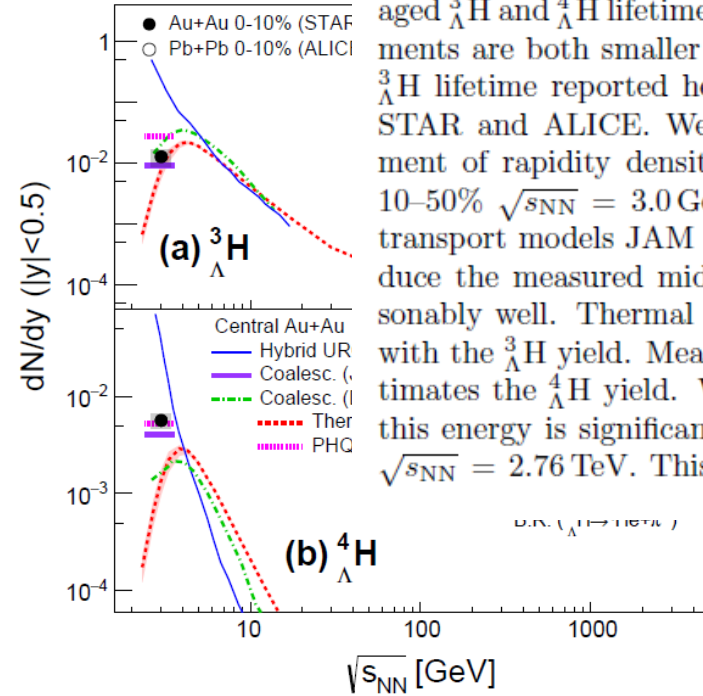 Au+Au 0-10% (STAR
Pb+Pb 0-10% (ALICE
1
10⁻²
10⁻⁴
(a) ³ΛH
dN/dy (|y|<0.5)
Central Au+Au
Hybrid UR
Coalesc. (
Coalesc. (
Ther
PHQ
10⁻²
10⁻³
10⁻⁴
(b) ⁴ΛH
10
100
1000
√sNN [GeV]
aged ³ΛH and ⁴ΛH lifetime
ments are both smaller
³ΛH lifetime reported he
STAR and ALICE. We
ment of rapidity densit
10–50% √sNN = 3.0 Ge
transport models JAM
duce the measured mid
sonably well. Thermal
with the ³ΛH yield. Mea
timates the ⁴ΛH yield. W
this energy is significan
√sNN = 2.76 TeV. This